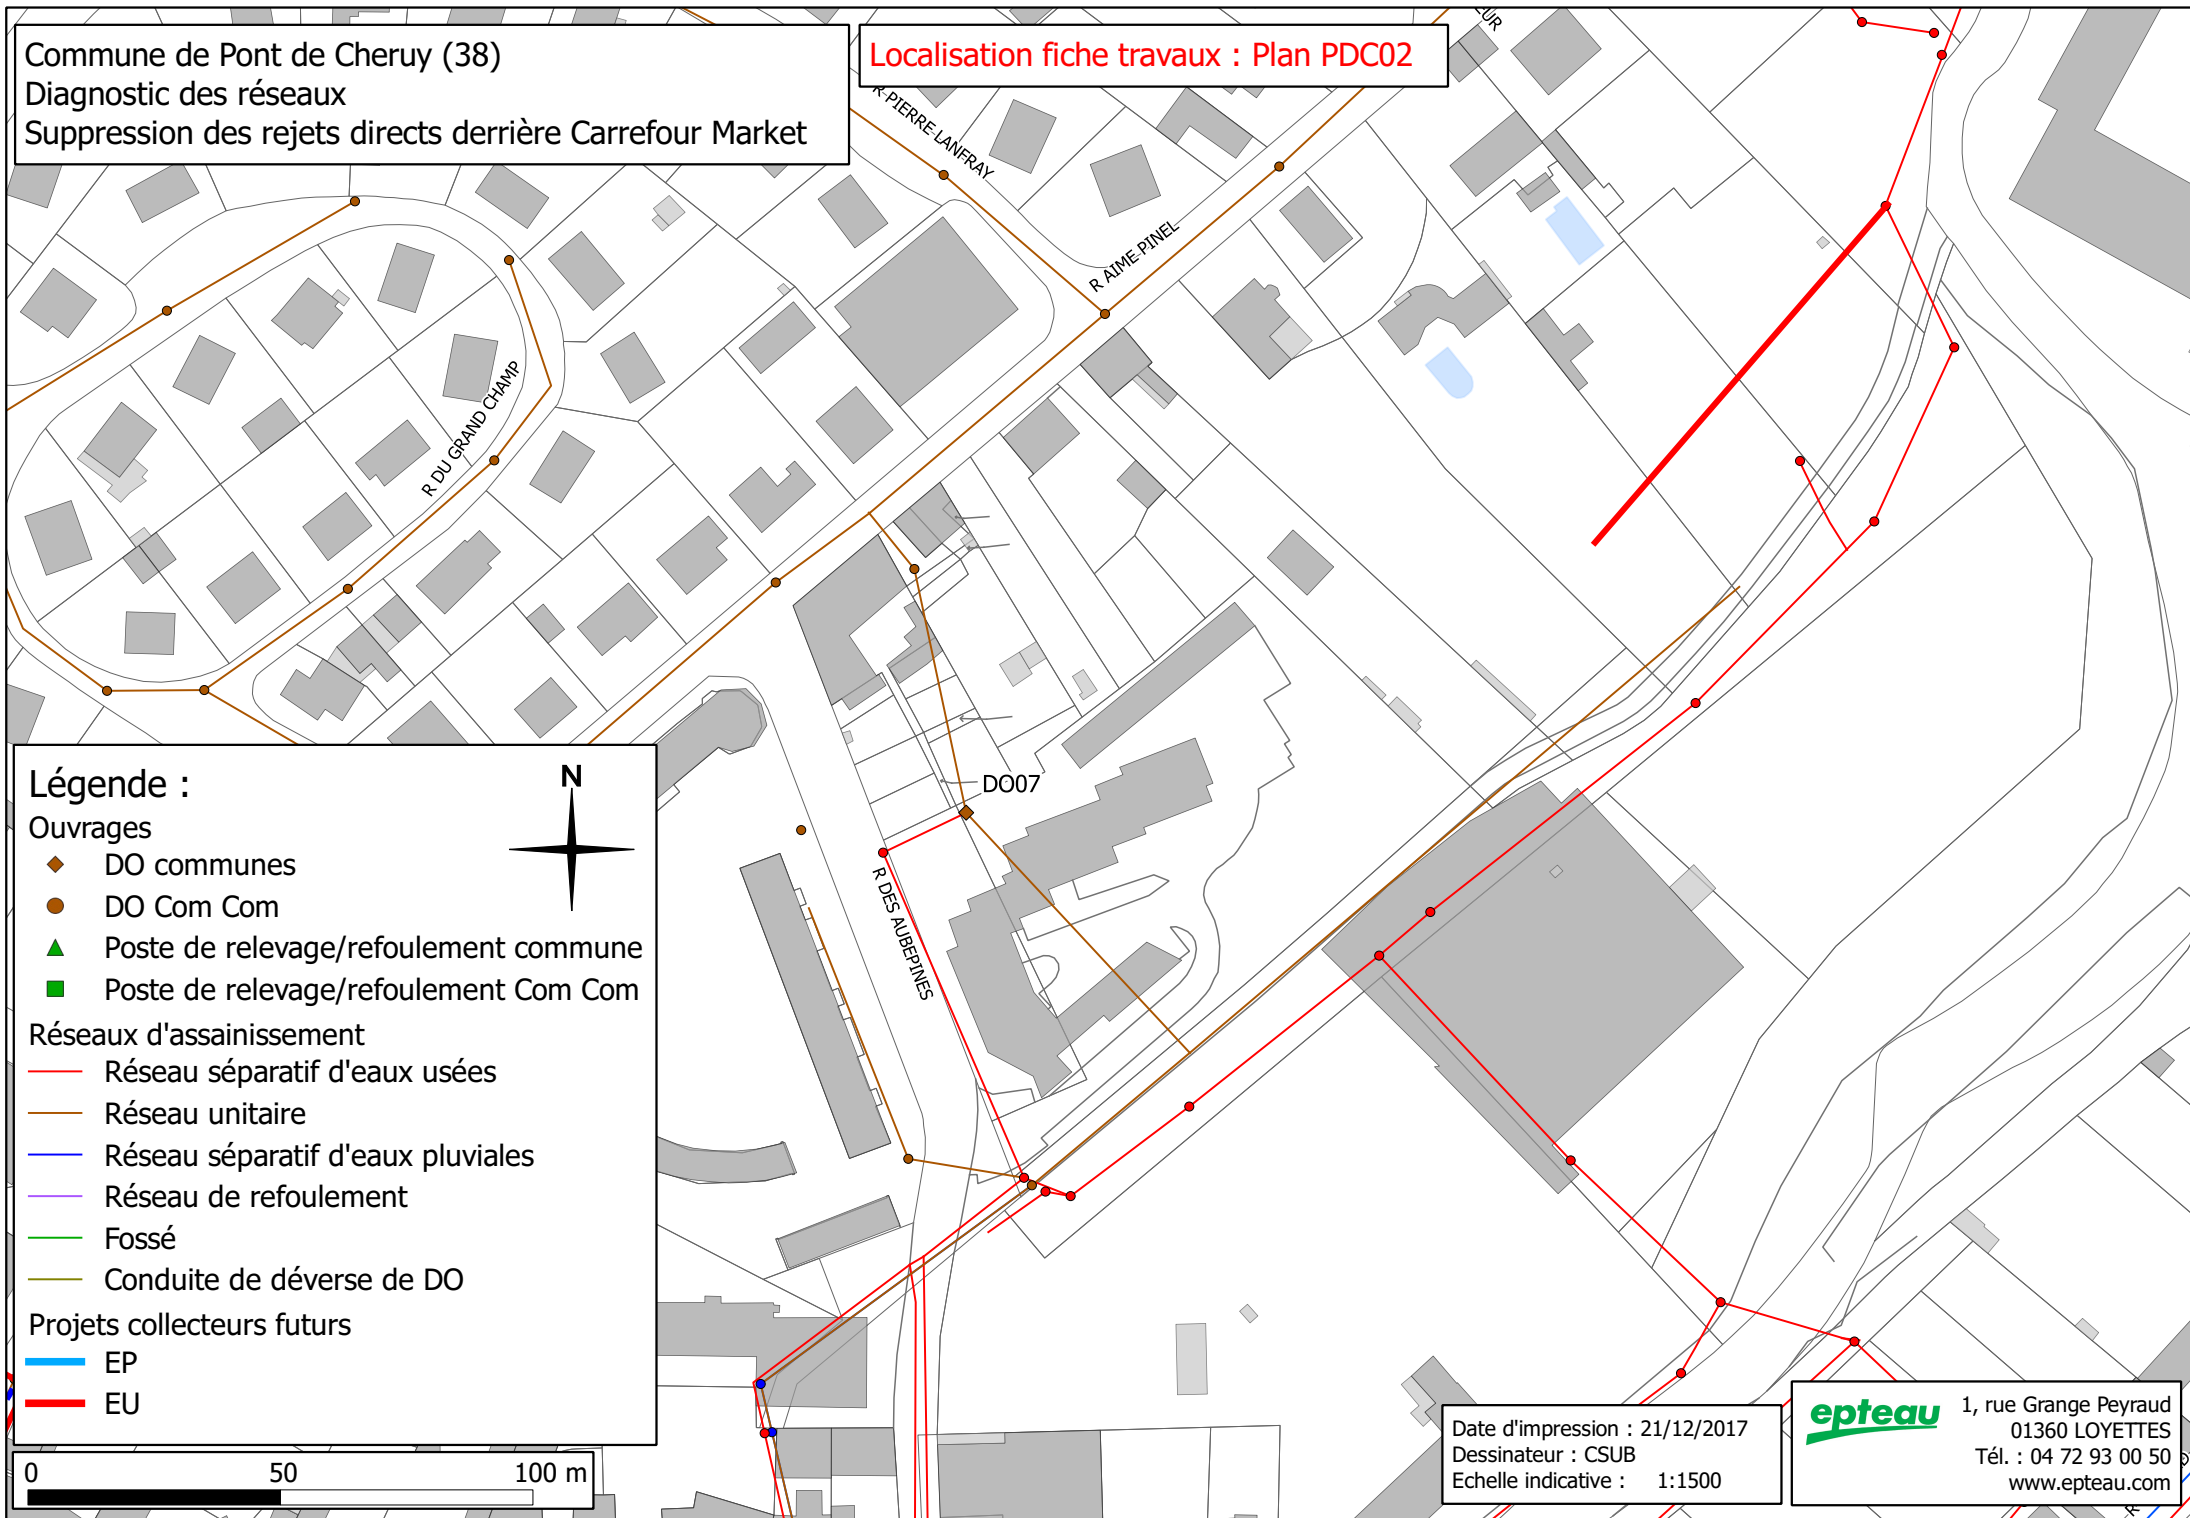 Commune de Pont de Cheruy (38)
Diagnostic des réseaux
Suppression des rejets directs derrière Carrefour Market
Localisation fiche travaux : Plan PDC02
R-PIERRE-LANFRAY
R AIME-PINEL
R DU GRAND CHAMP
DO07
R DES AUBEPINES
Légende :
N
Ouvrages
DO communes
DO Com Com
Poste de relevage/refoulement commune
Poste de relevage/refoulement Com Com
Réseaux d'assainissement
Réseau séparatif d'eaux usées
Réseau unitaire
Réseau séparatif d'eaux pluviales
Réseau de refoulement
Fossé
Conduite de déverse de DO
Projets collecteurs futurs
EP
EU
0 50 100 m
Date d'impression : 21/12/2017
Dessinateur : CSUB
Echelle indicative : 1:1500
epteau
1, rue Grange Peyraud
01360 LOYETTES
Tél. : 04 72 93 00 50
www.epteau.com